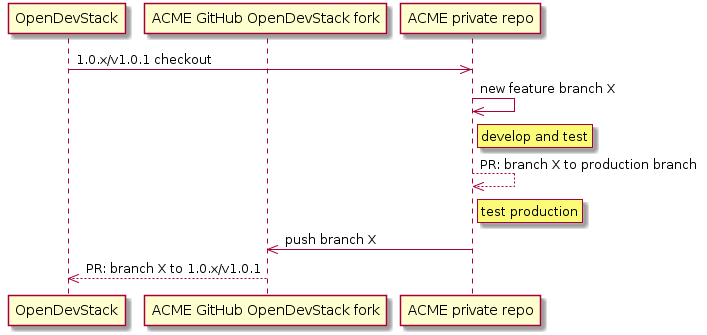 OpenDevStack
ACME GitHub OpenDevStack fork
ACME private repo
1.0.x/v1.0.1 checkout
new feature branch X
develop and test
PR: branch X to production branch
test production
push branch X
PR: branch X to 1.0.x/v1.0.1
OpenDevStack
ACME GitHub OpenDevStack fork
ACME private repo